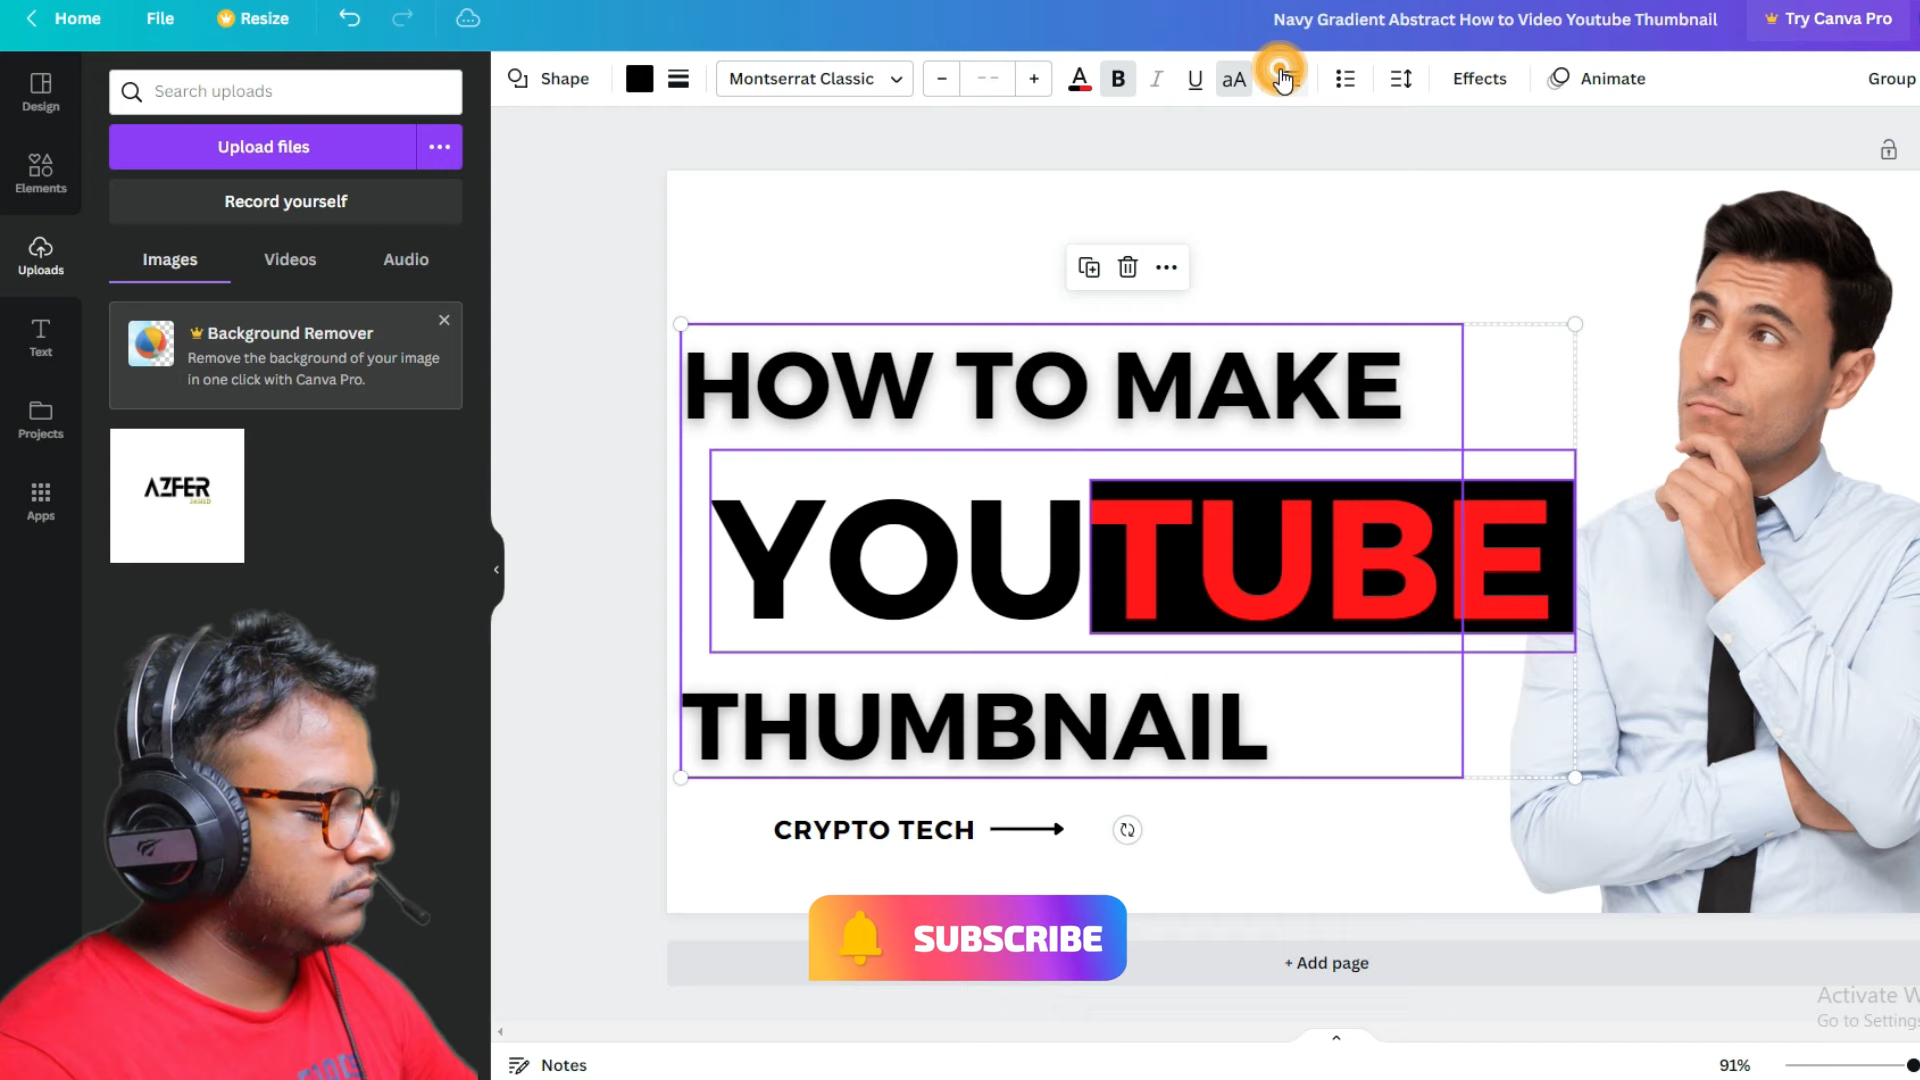 Home File Resize Navy Gradient Abstract How to Video Youtube Thumbnail Try Canva Pro
Shape Montserrat Classic - -- + A B I U aA Effects Animate Group
Design
Elements
Uploads
Text
Projects
Apps
Search uploads
Upload files
Record yourself
Images Videos Audio
Background Remover
Remove the background of your image
in one click with Canva Pro.
AZFER
HOW TO MAKE
YOUTUBE
THUMBNAIL
CRYPTO TECH
SUBSCRIBE
+ Add page
Activate W
Go to Settings
Notes
91%